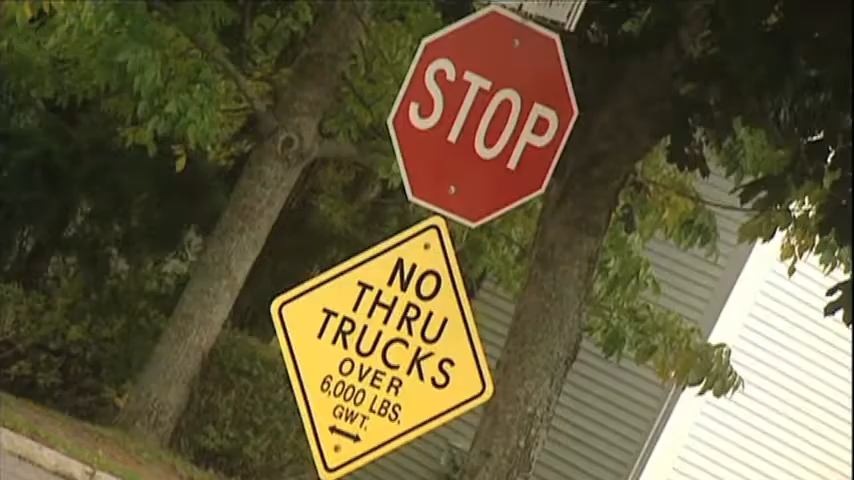 STOP
NO
THRU
TRUCKS
OVER
6,000 LBS.
GWT.